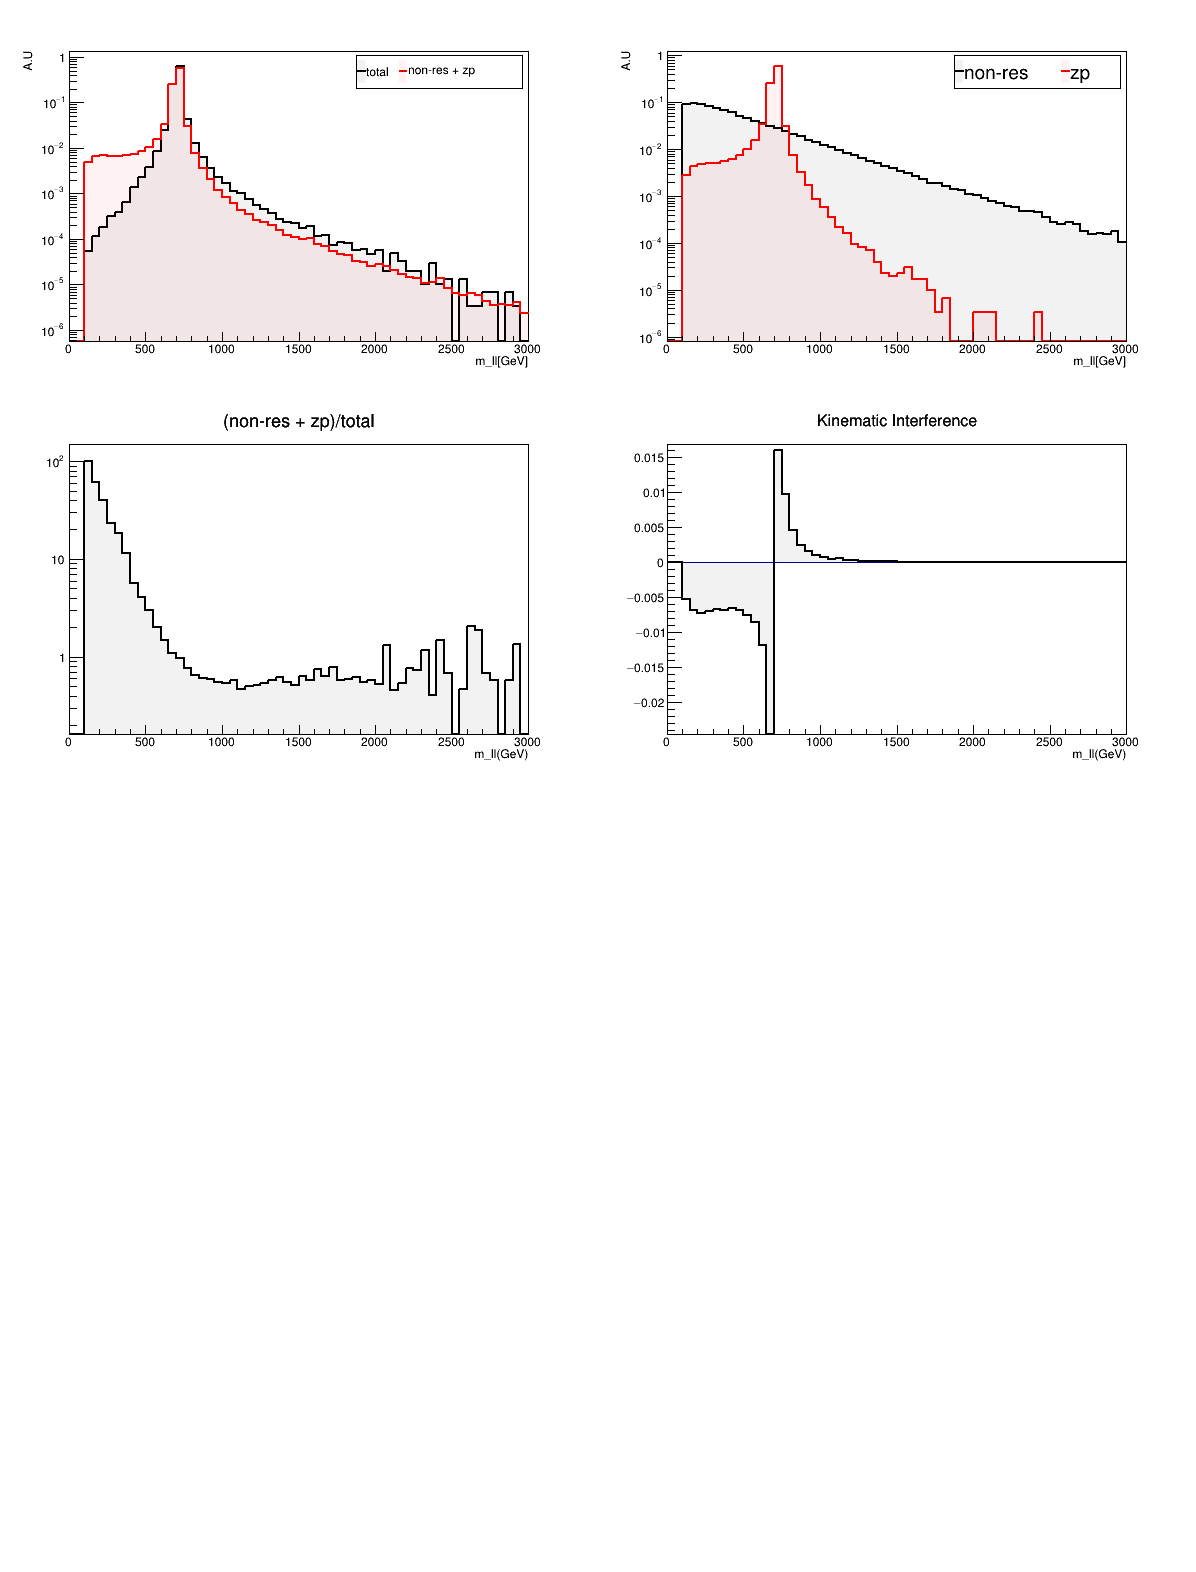 A.U
1
10⁻¹
10⁻²
10⁻³
10⁻⁴
10⁻⁵
10⁻⁶
total non-res + zp
0 500 1000 1500 2000 2500 3000
m_ll[GeV]
A.U
1
10⁻¹
10⁻²
10⁻³
10⁻⁴
10⁻⁵
10⁻⁶
non-res zp
0 500 1000 1500 2000 2500 3000
m_ll[GeV]
(non-res + zp)/total
10²
10
1
0 500 1000 1500 2000 2500 3000
m_ll(GeV)
Kinematic Interference
0.015
0.01
0.005
0
−0.005
−0.01
−0.015
−0.02
0 500 1000 1500 2000 2500 3000
m_ll(GeV)